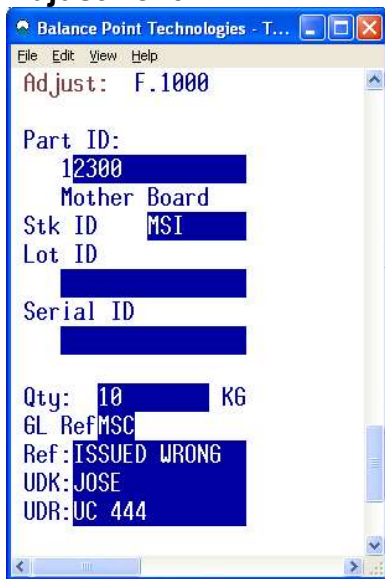 Balance Point Technologies - T...
File Edit View Help
Adjust: F.1000
Part ID:
12300
Mother Board
Stk ID MSI
Lot ID
Serial ID
Qty: 10 KG
GL Ref MSC
Ref: ISSUED WRONG
UDK: JOSE
UDR: UC 444